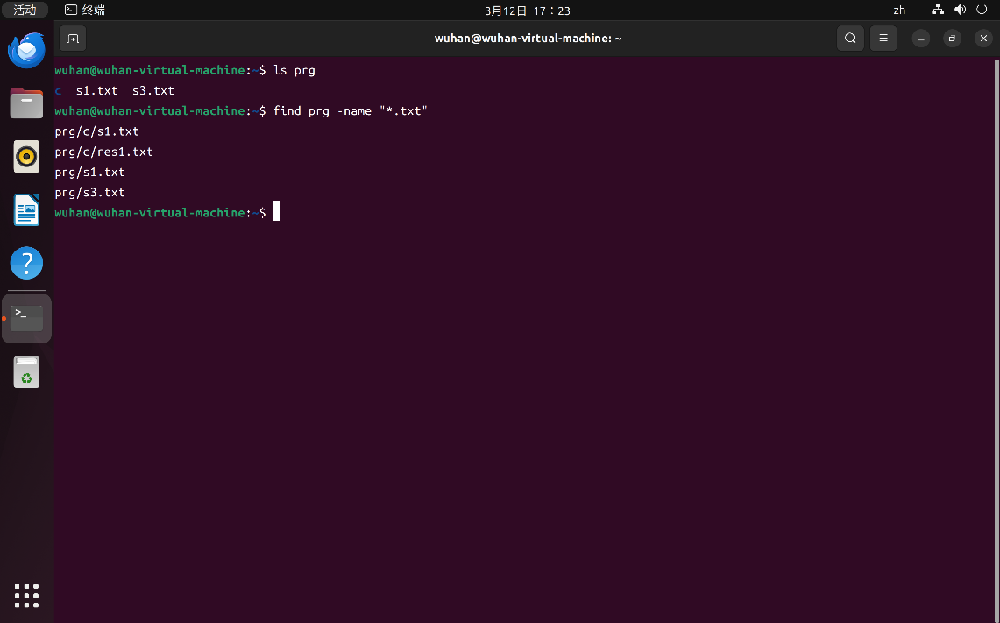 活动
终端
3月12日 17：23
zh
wuhan@wuhan-virtual-machine: ~
wuhan@wuhan-virtual-machine:~$ ls prg
c  s1.txt  s3.txt
wuhan@wuhan-virtual-machine:~$ find prg -name "*.txt"
prg/c/s1.txt
prg/c/res1.txt
prg/s1.txt
prg/s3.txt
wuhan@wuhan-virtual-machine:~$